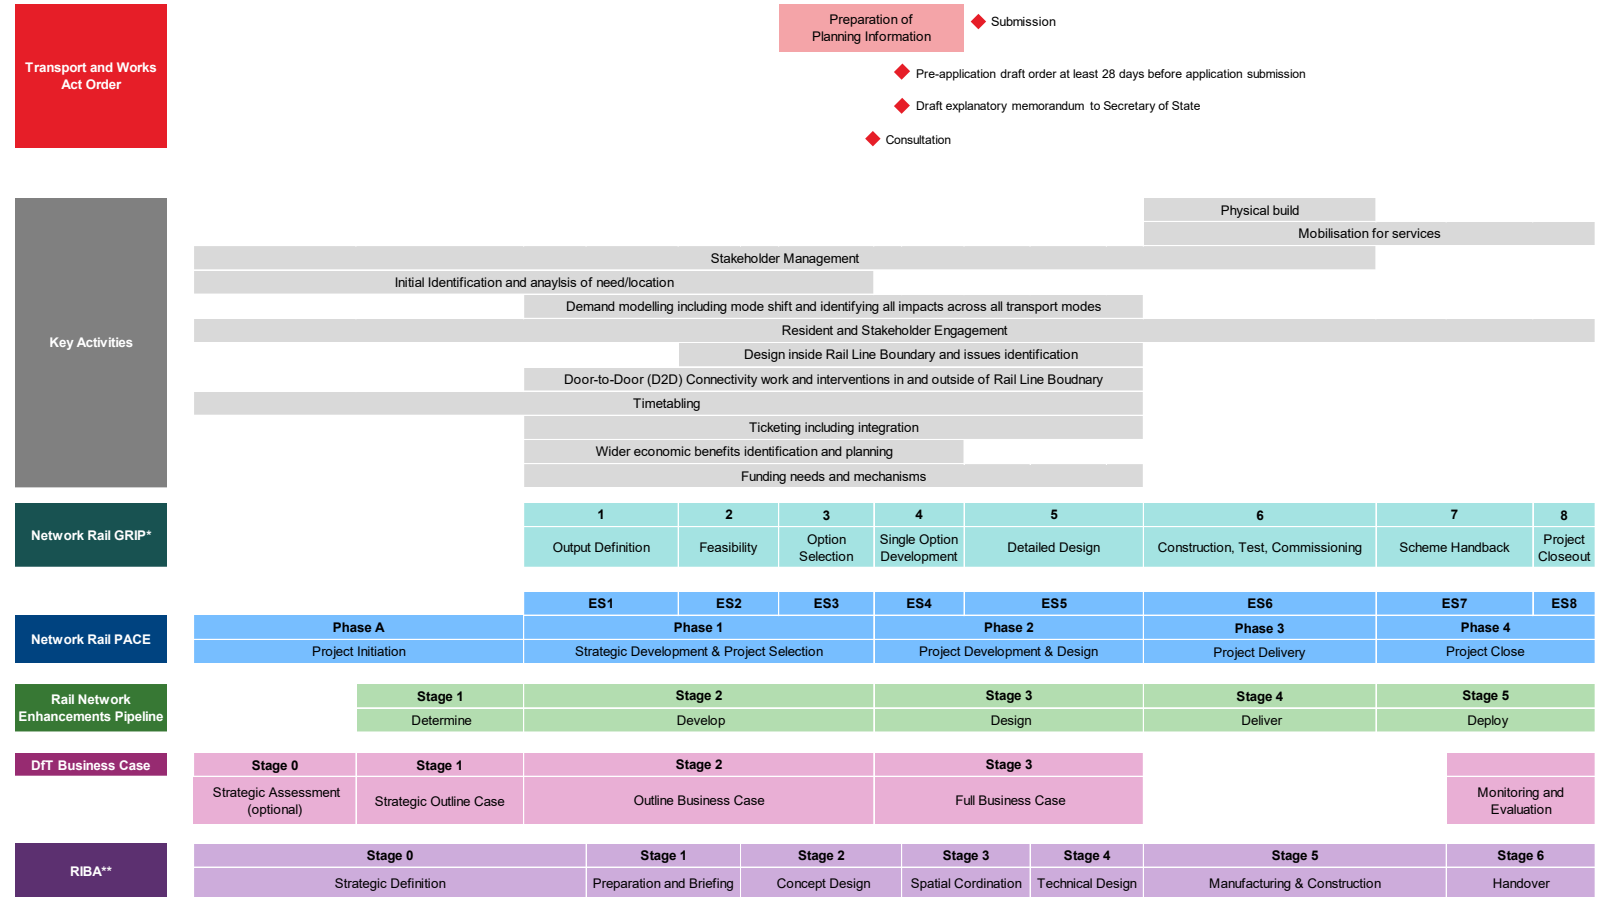 Transport and Works
Act Order
Preparation of
Planning Information
Submission
Pre-application draft order at least 28 days before application submission
Draft explanatory memorandum to Secretary of State
Consultation
Key Activities
Physical build
Mobilisation for services
Stakeholder Management
Initial Identification and anaylsis of need/location
Demand modelling including mode shift and identifying all impacts across all transport modes
Resident and Stakeholder Engagement
Design inside Rail Line Boundary and issues identification
Door-to-Door (D2D) Connectivity work and interventions in and outside of Rail Line Boudnary
Timetabling
Ticketing including integration
Wider economic benefits identification and planning
Funding needs and mechanisms
Network Rail GRIP*
1 2 3 4 5 6 7 8
Output Definition
Feasibility
Option
Selection
Single Option
Development
Detailed Design
Construction, Test, Commissioning
Scheme Handback
Project
Closeout
Network Rail PACE
ES1 ES2 ES3 ES4 ES5 ES6 ES7 ES8
Phase A Phase 1 Phase 2 Phase 3 Phase 4
Project Initiation Strategic Development & Project Selection Project Development & Design Project Delivery Project Close
Rail Network
Enhancements Pipeline
Stage 1 Stage 2 Stage 3 Stage 4 Stage 5
Determine Develop Design Deliver Deploy
DfT Business Case
Stage 0 Stage 1 Stage 2 Stage 3
Strategic Assessment
(optional)
Strategic Outline Case
Outline Business Case
Full Business Case
Monitoring and
Evaluation
RIBA**
Stage 0 Stage 1 Stage 2 Stage 3 Stage 4 Stage 5 Stage 6
Strategic Definition Preparation and Briefing Concept Design Spatial Cordination Technical Design Manufacturing & Construction Handover